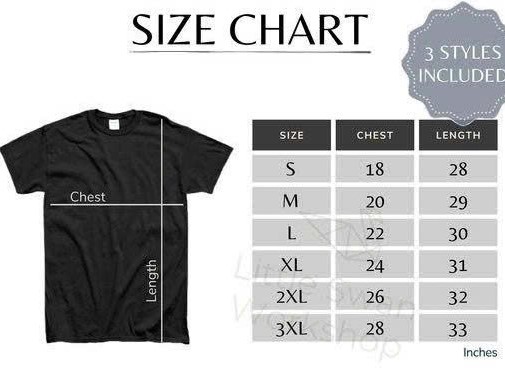 SIZE CHART
3 STYLES
INCLUDED
Chest
Length
SIZE CHEST LENGTH
S 18 28
M 20 29
L 22 30
XL 24 31
2XL 26 32
3XL 28 33
Little Swan
Workshop
Inches